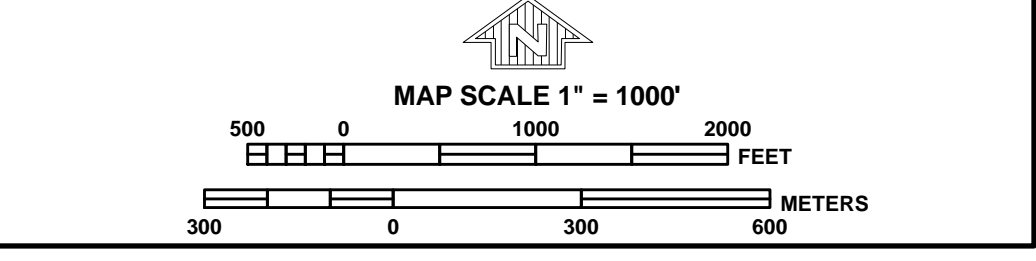 N
MAP SCALE 1" = 1000'
500 0 1000 2000
FEET
METERS
300 0 300 600